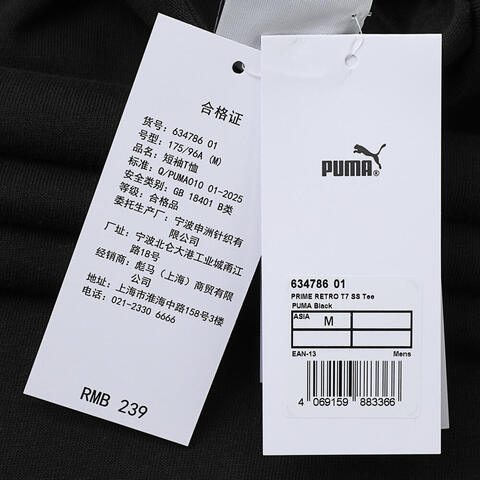 合格证
货号: 634786 01
号型: 175/96A (M)
品名: 短袖T恤
标准: Q/PUMA010 01-2025
安全类别: GB 18401 B类
等级: 合格品
委托生产厂: 宁波申洲针织有
限公司
厂址: 宁波北仑大港工业城甬江
路18号
经销商: 彪马（上海）商贸有限
公司
地址: 上海市淮海中路918号3楼
电话: 021-2330 6666
RMB 239
PUMA®
634786 01
PRIME RETRO T7 SS Tee
PUMA Black
ASIA M
EAN-13 Mens
4 069159 883366